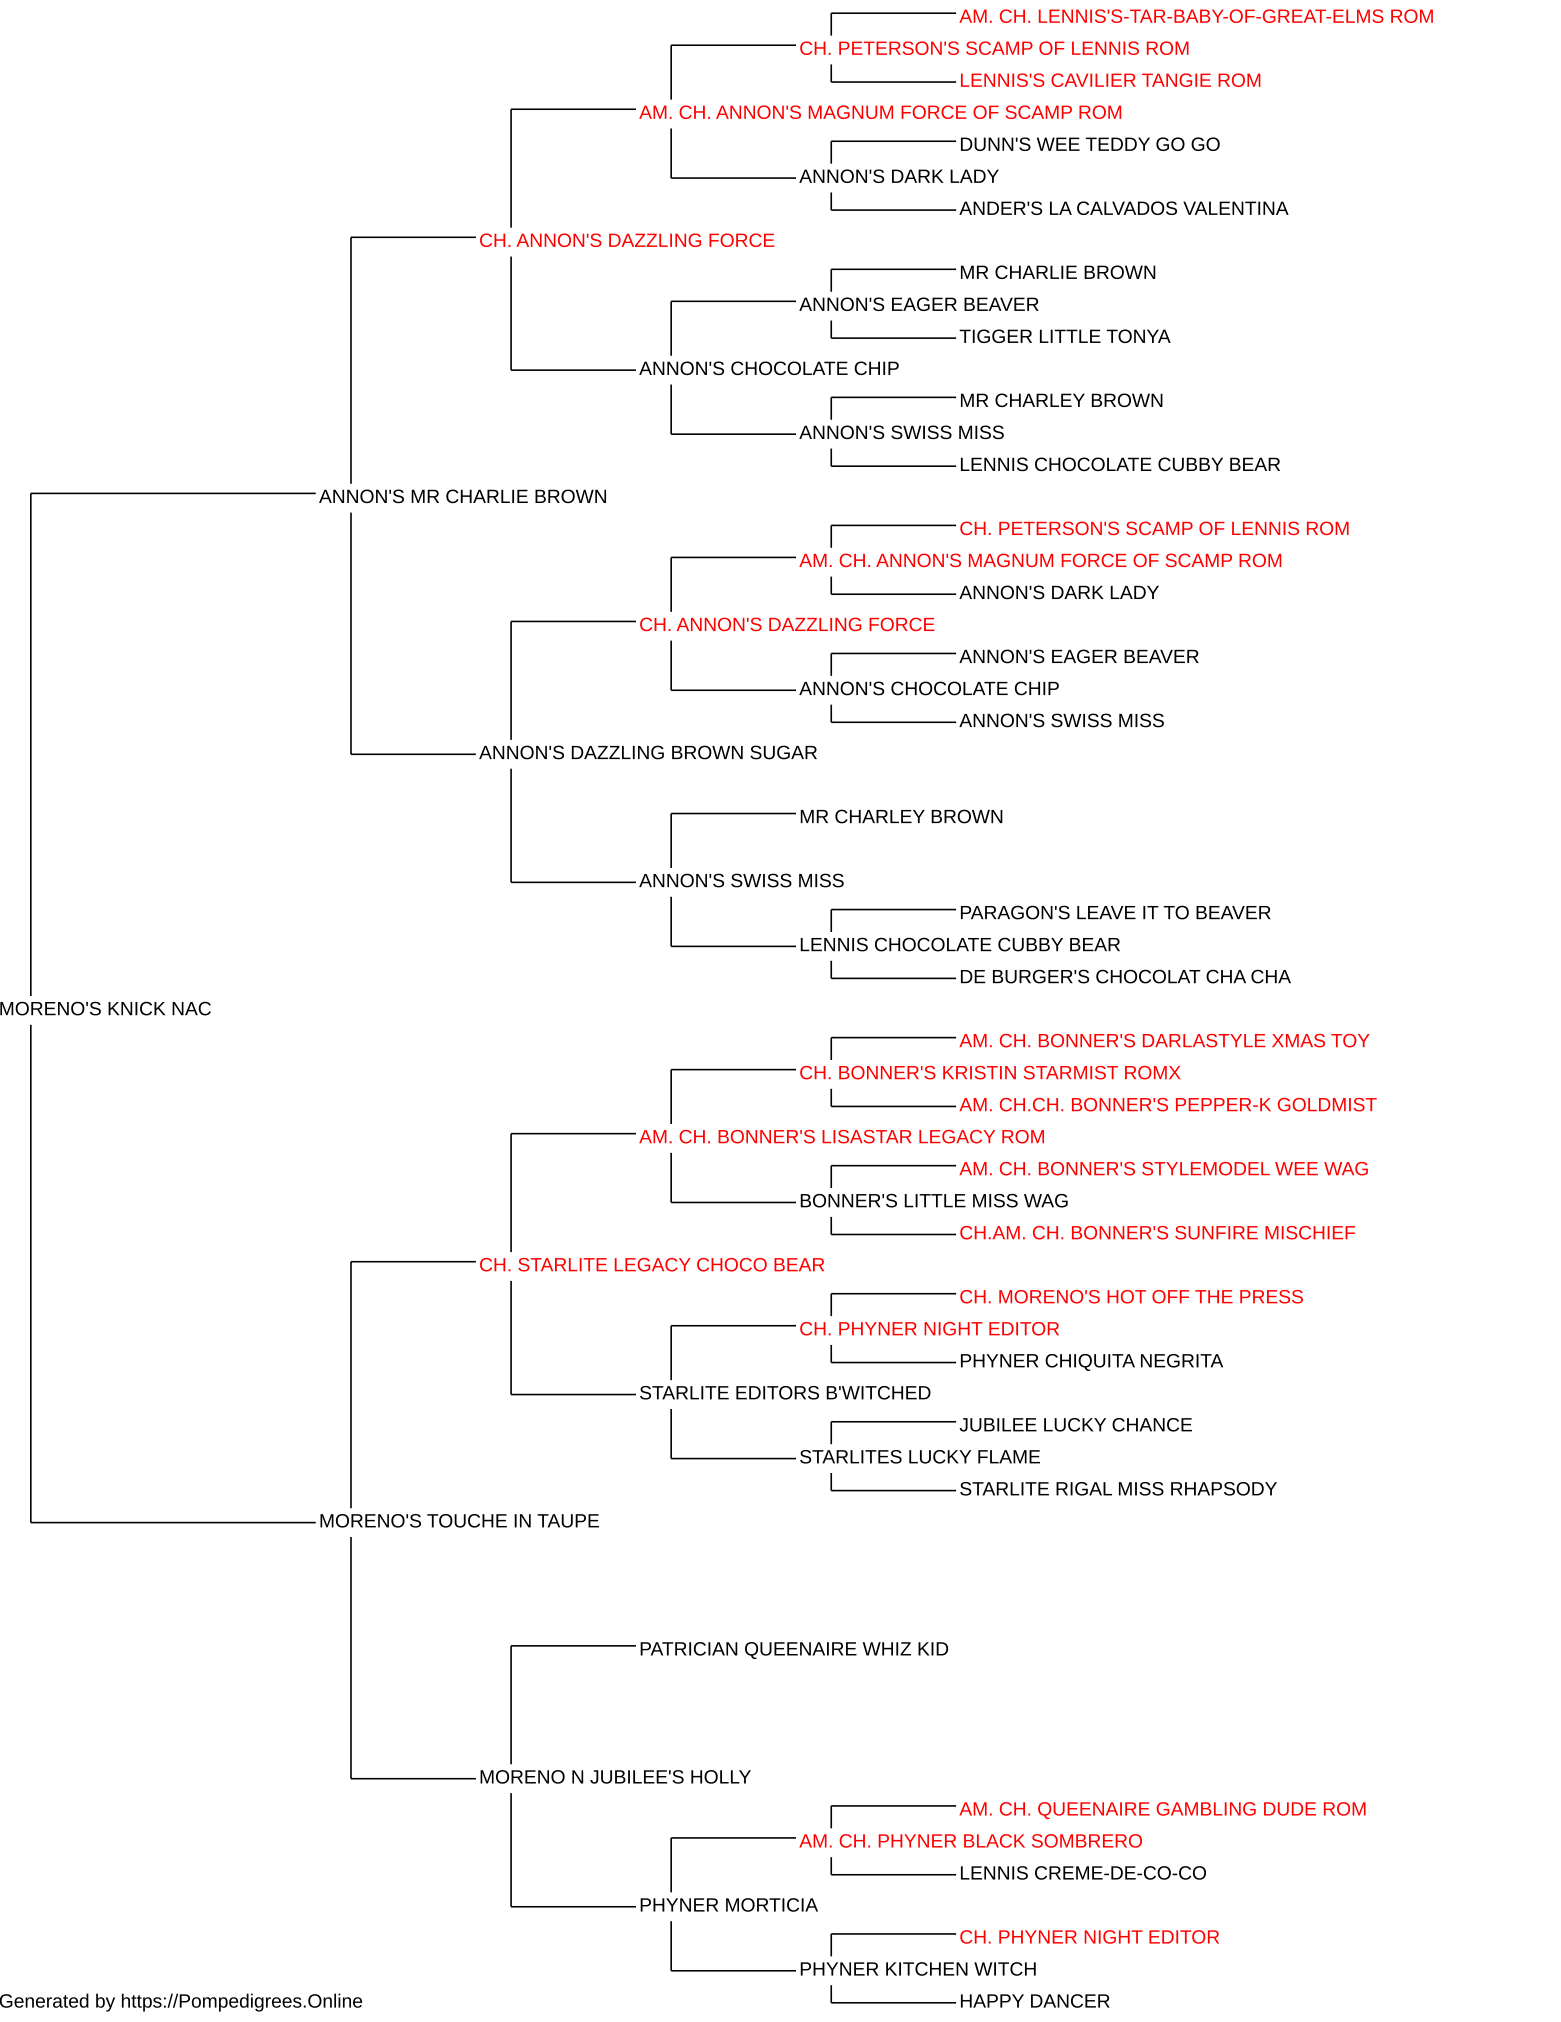 AM. CH. LENNIS'S-TAR-BABY-OF-GREAT-ELMS ROM
CH. PETERSON'S SCAMP OF LENNIS ROM
LENNIS'S CAVILIER TANGIE ROM
AM. CH. ANNON'S MAGNUM FORCE OF SCAMP ROM
DUNN'S WEE TEDDY GO GO
ANNON'S DARK LADY
ANDER'S LA CALVADOS VALENTINA
CH. ANNON'S DAZZLING FORCE
MR CHARLIE BROWN
ANNON'S EAGER BEAVER
TIGGER LITTLE TONYA
ANNON'S CHOCOLATE CHIP
MR CHARLEY BROWN
ANNON'S SWISS MISS
LENNIS CHOCOLATE CUBBY BEAR
ANNON'S MR CHARLIE BROWN
CH. PETERSON'S SCAMP OF LENNIS ROM
AM. CH. ANNON'S MAGNUM FORCE OF SCAMP ROM
ANNON'S DARK LADY
CH. ANNON'S DAZZLING FORCE
ANNON'S EAGER BEAVER
ANNON'S CHOCOLATE CHIP
ANNON'S SWISS MISS
ANNON'S DAZZLING BROWN SUGAR
MR CHARLEY BROWN
ANNON'S SWISS MISS
PARAGON'S LEAVE IT TO BEAVER
LENNIS CHOCOLATE CUBBY BEAR
DE BURGER'S CHOCOLAT CHA CHA
MORENO'S KNICK NAC
AM. CH. BONNER'S DARLASTYLE XMAS TOY
CH. BONNER'S KRISTIN STARMIST ROMX
AM. CH.CH. BONNER'S PEPPER-K GOLDMIST
AM. CH. BONNER'S LISASTAR LEGACY ROM
AM. CH. BONNER'S STYLEMODEL WEE WAG
BONNER'S LITTLE MISS WAG
CH.AM. CH. BONNER'S SUNFIRE MISCHIEF
CH. STARLITE LEGACY CHOCO BEAR
CH. MORENO'S HOT OFF THE PRESS
CH. PHYNER NIGHT EDITOR
PHYNER CHIQUITA NEGRITA
STARLITE EDITORS B'WITCHED
JUBILEE LUCKY CHANCE
STARLITES LUCKY FLAME
STARLITE RIGAL MISS RHAPSODY
MORENO'S TOUCHE IN TAUPE
PATRICIAN QUEENAIRE WHIZ KID
MORENO N JUBILEE'S HOLLY
AM. CH. QUEENAIRE GAMBLING DUDE ROM
AM. CH. PHYNER BLACK SOMBRERO
LENNIS CREME-DE-CO-CO
PHYNER MORTICIA
CH. PHYNER NIGHT EDITOR
PHYNER KITCHEN WITCH
HAPPY DANCER
Generated by https://Pompedigrees.Online